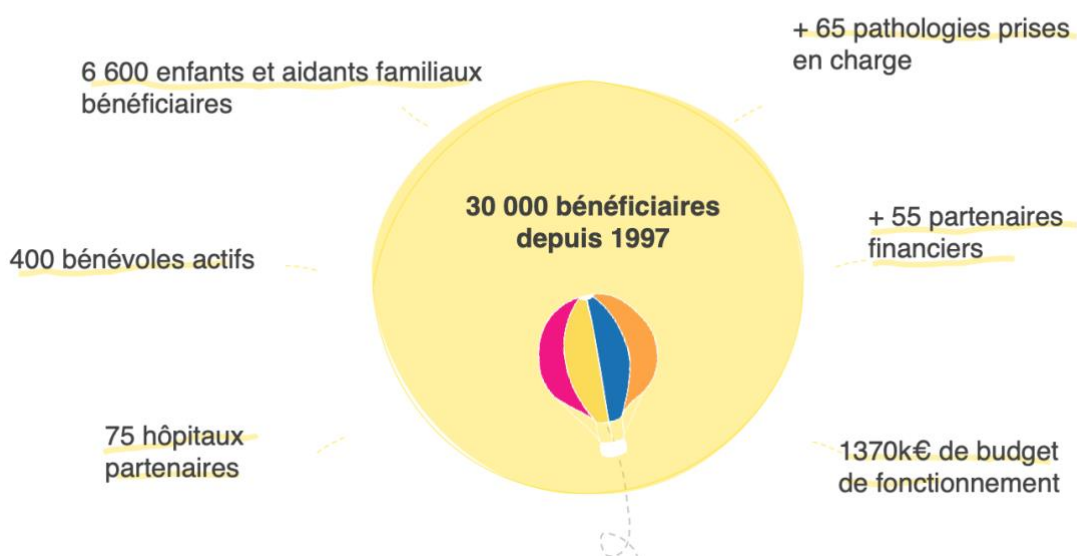 + 65 pathologies prises
en charge
6 600 enfants et aidants familiaux
bénéficiaires
30 000 bénéficiaires
depuis 1997
+ 55 partenaires
financiers
400 bénévoles actifs
75 hôpitaux
partenaires
1370k€ de budget
de fonctionnement